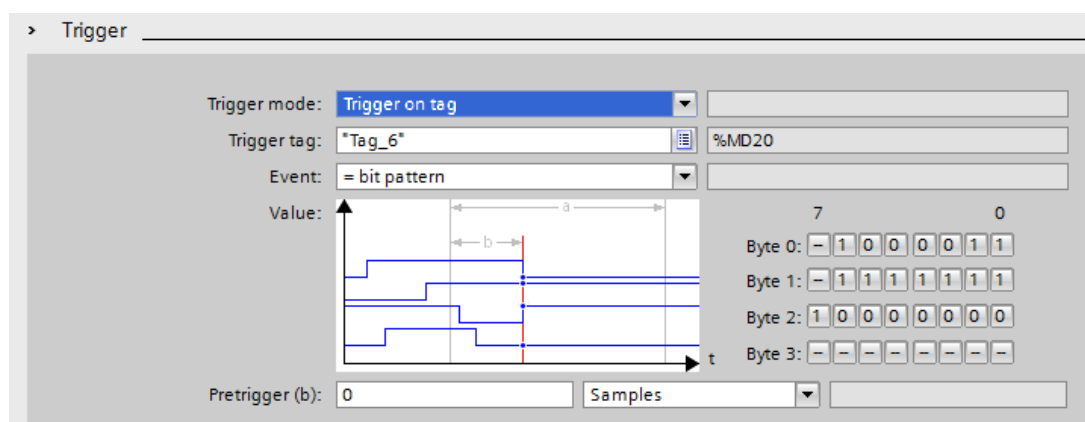 Trigger
Trigger mode: Trigger on tag
Trigger tag: "Tag_6" %MD20
Event: = bit pattern
Value: a b t
7 0
Byte 0: - 1 0 0 0 0 1 1
Byte 1: - 1 1 1 1 1 1 1
Byte 2: 1 0 0 0 0 0 0 0
Byte 3: - - - - - - - -
Pretrigger (b): 0 Samples